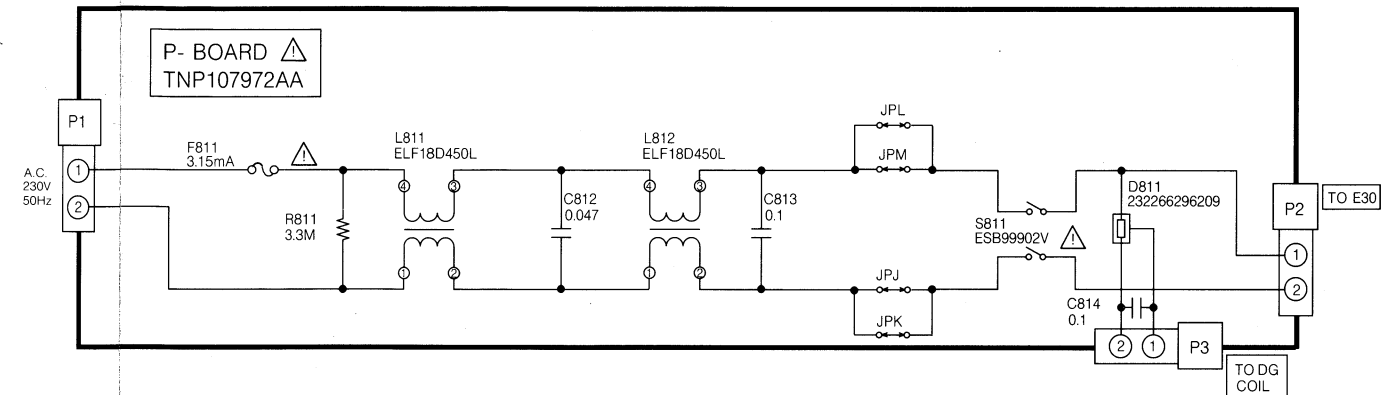 P- BOARD ⚠
TNP107972AA
P1
A.C.
230V
50Hz
1
2
F811
3.15mA
R811
3.3M
L811
ELF18D450L
4
3
1
2
C812
0.047
L812
ELF18D450L
4
3
1
2
C813
0.1
JPL
JPM
JPJ
JPK
S811
ESB99902V
D811
232266296209
C814
0.1
2
1
P3
TO DG
COIL
P2
1
2
TO E30